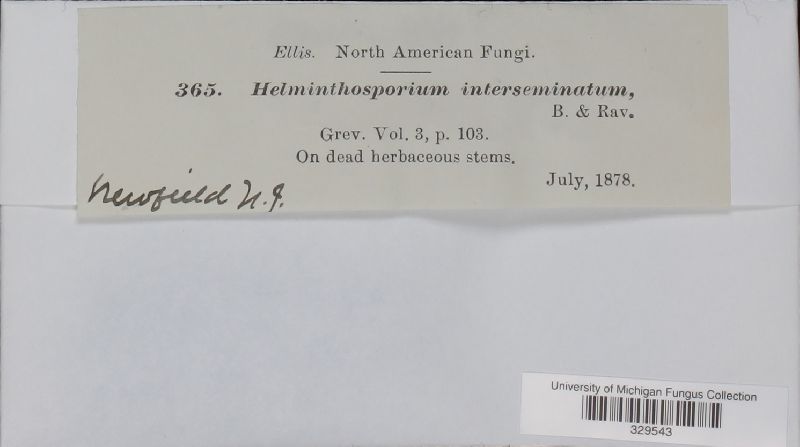 Ellis. North American Fungi.
365. Helminthosporium interseminatum,
B. & Rav.
Grev. Vol. 3, p. 103.
On dead herbaceous stems.
July, 1878.
Newfield N.J.
University of Michigan Fungus Collection
329543